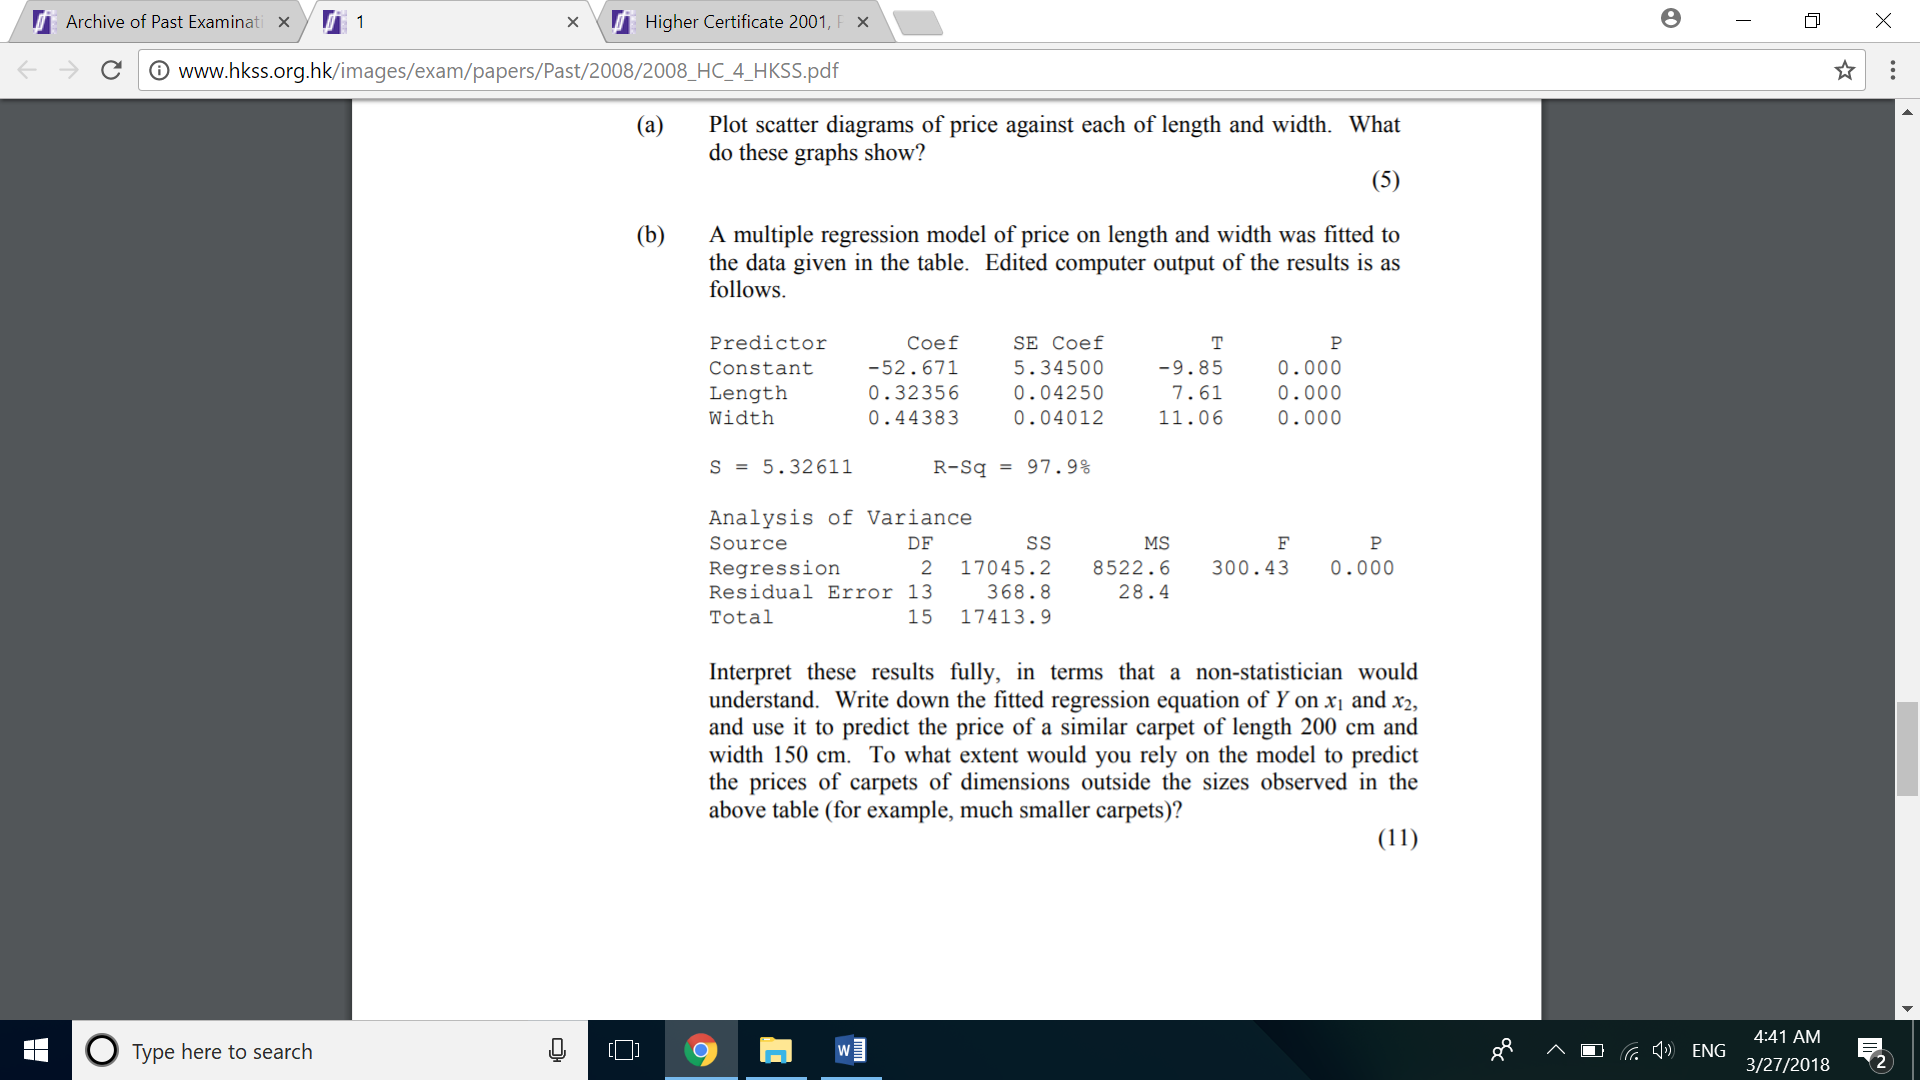 Archive of Past Examinati
1
Higher Certificate 2001,
www.hkss.org.hk/images/exam/papers/Past/2008/2008_HC_4_HKSS.pdf
(a) Plot scatter diagrams of price against each of length and width. What
do these graphs show?
(5)
(b) A multiple regression model of price on length and width was fitted to
the data given in the table. Edited computer output of the results is as
follows.
Predictor Coef SE Coef T P
Constant -52.671 5.34500 -9.85 0.000
Length 0.32356 0.04250 7.61 0.000
Width 0.44383 0.04012 11.06 0.000
S = 5.32611 R-Sq = 97.9%
Analysis of Variance
Source DF SS MS F P
Regression 2 17045.2 8522.6 300.43 0.000
Residual Error 13 368.8 28.4
Total 15 17413.9
Interpret these results fully, in terms that a non-statistician would
understand. Write down the fitted regression equation of Y on x1 and x2,
and use it to predict the price of a similar carpet of length 200 cm and
width 150 cm. To what extent would you rely on the model to predict
the prices of carpets of dimensions outside the sizes observed in the
above table (for example, much smaller carpets)?
(11)
Type here to search
W
ENG
4:41 AM
3/27/2018
2